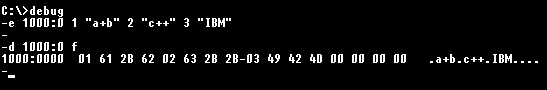 C:\>debug
-e 1000:0 1 "a+b" 2 "c++" 3 "IBM"
-
-d 1000:0 f
1000:0000  01 61 2B 62 02 63 2B 2B-03 49 42 4D 00 00 00 00   .a+b.c++.IBM....
-_